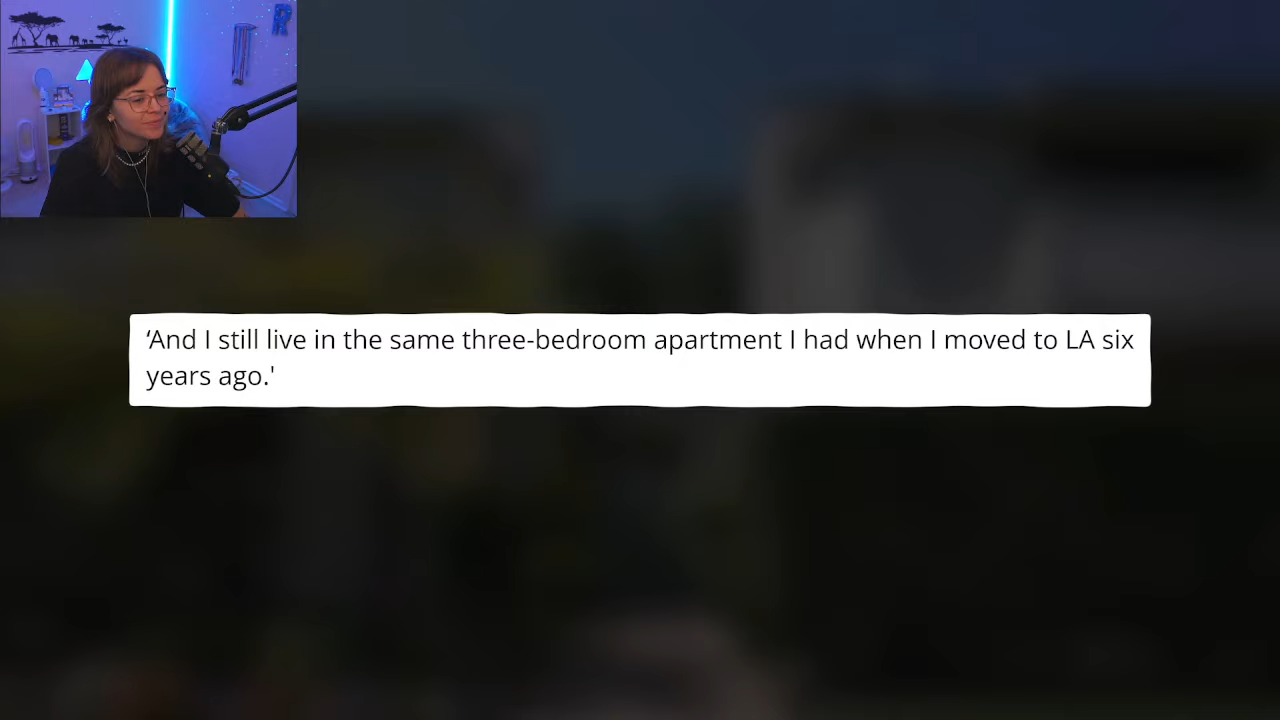 R
‘And I still live in the same three-bedroom apartment I had when I moved to LA six
years ago.'